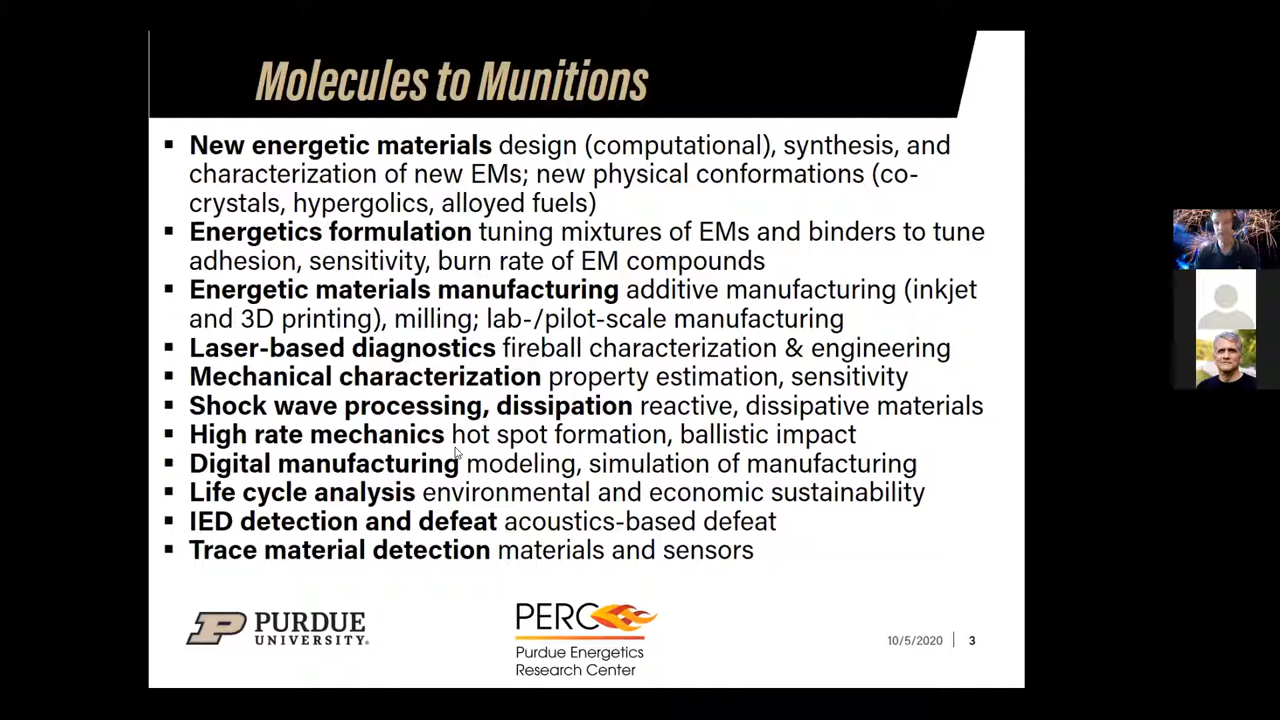 Molecules to Munitions
▪ New energetic materials design (computational), synthesis, and
characterization of new EMs; new physical conformations (co-
crystals, hypergolics, alloyed fuels)
▪ Energetics formulation tuning mixtures of EMs and binders to tune
adhesion, sensitivity, burn rate of EM compounds
▪ Energetic materials manufacturing additive manufacturing (inkjet
and 3D printing), milling; lab-/pilot-scale manufacturing
▪ Laser-based diagnostics fireball characterization & engineering
▪ Mechanical characterization property estimation, sensitivity
▪ Shock wave processing, dissipation reactive, dissipative materials
▪ High rate mechanics hot spot formation, ballistic impact
▪ Digital manufacturing modeling, simulation of manufacturing
▪ Life cycle analysis environmental and economic sustainability
▪ IED detection and defeat acoustics-based defeat
▪ Trace material detection materials and sensors
P PURDUE
UNIVERSITY.
PERC
Purdue Energetics
Research Center
10/5/2020 | 3